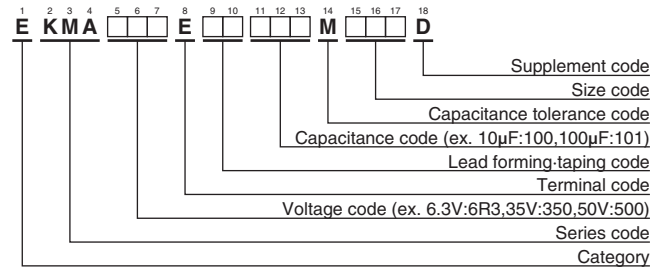 1 2 3 4 5 6 7 8 9 10 11 12 13 14 15 16 17 18
E KMA E M D
Supplement code
Size code
Capacitance tolerance code
Capacitance code (ex. 10μF:100,100μF:101)
Lead forming·taping code
Terminal code
Voltage code (ex. 6.3V:6R3,35V:350,50V:500)
Series code
Category